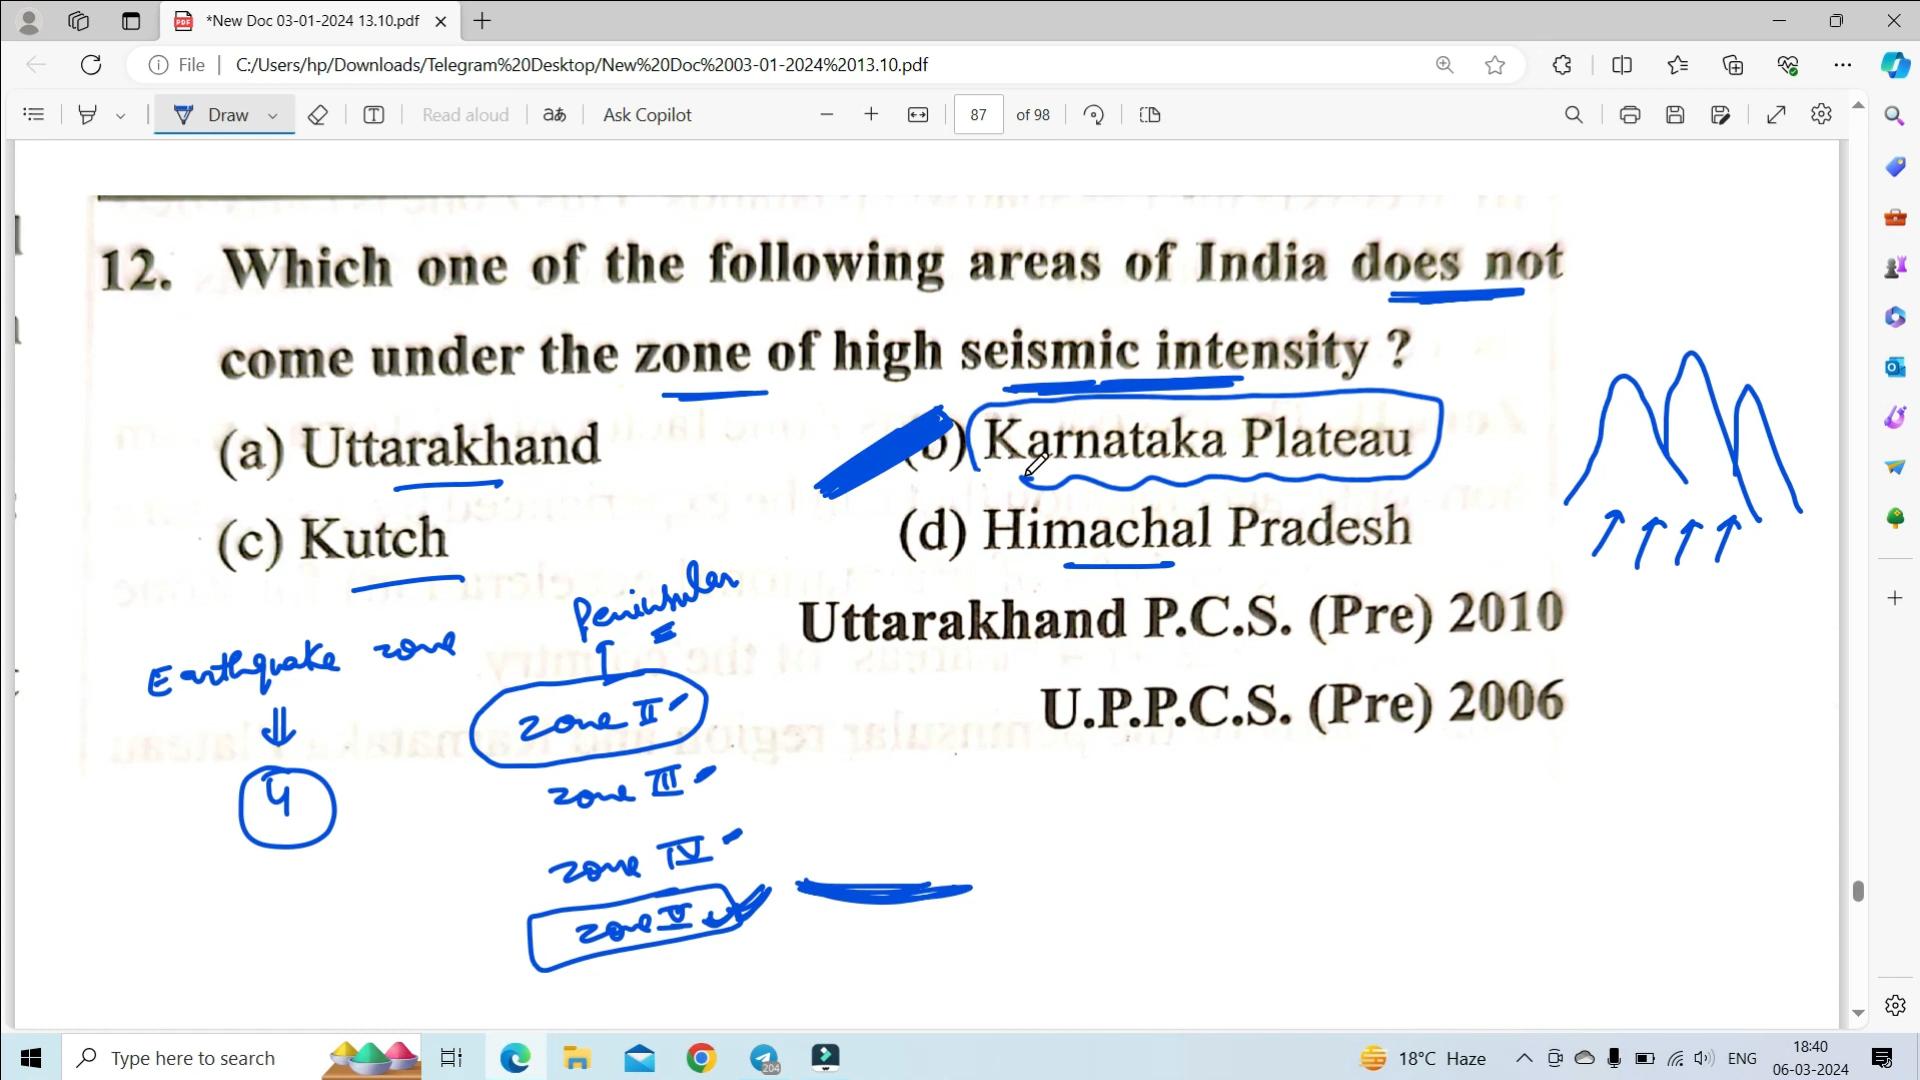 *New Doc 03-01-2024 13.10.pdf
File
C:/Users/hp/Downloads/Telegram%20Desktop/New%20Doc%2003-01-2024%2013.10.pdf
Draw
Read aloud
aあ
Ask Copilot
87 of 98
12. Which one of the following areas of India does not
come under the zone of high seismic intensity ?
(a) Uttarakhand
(b) Karnataka Plateau
(c) Kutch
(d) Himachal Pradesh
Uttarakhand P.C.S. (Pre) 2010
U.P.P.C.S. (Pre) 2006
Peninsular
Earthquake zone
4
zone II
zone III
zone IV
zone V
Type here to search
204
18°C Haze
ENG
18:40
06-03-2024